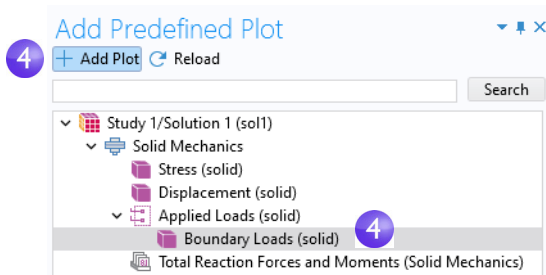 Add Predefined Plot
4 Add Plot Reload
Search
Study 1/Solution 1 (sol1)
Solid Mechanics
Stress (solid)
Displacement (solid)
Applied Loads (solid)
Boundary Loads (solid) 4
Total Reaction Forces and Moments (Solid Mechanics)